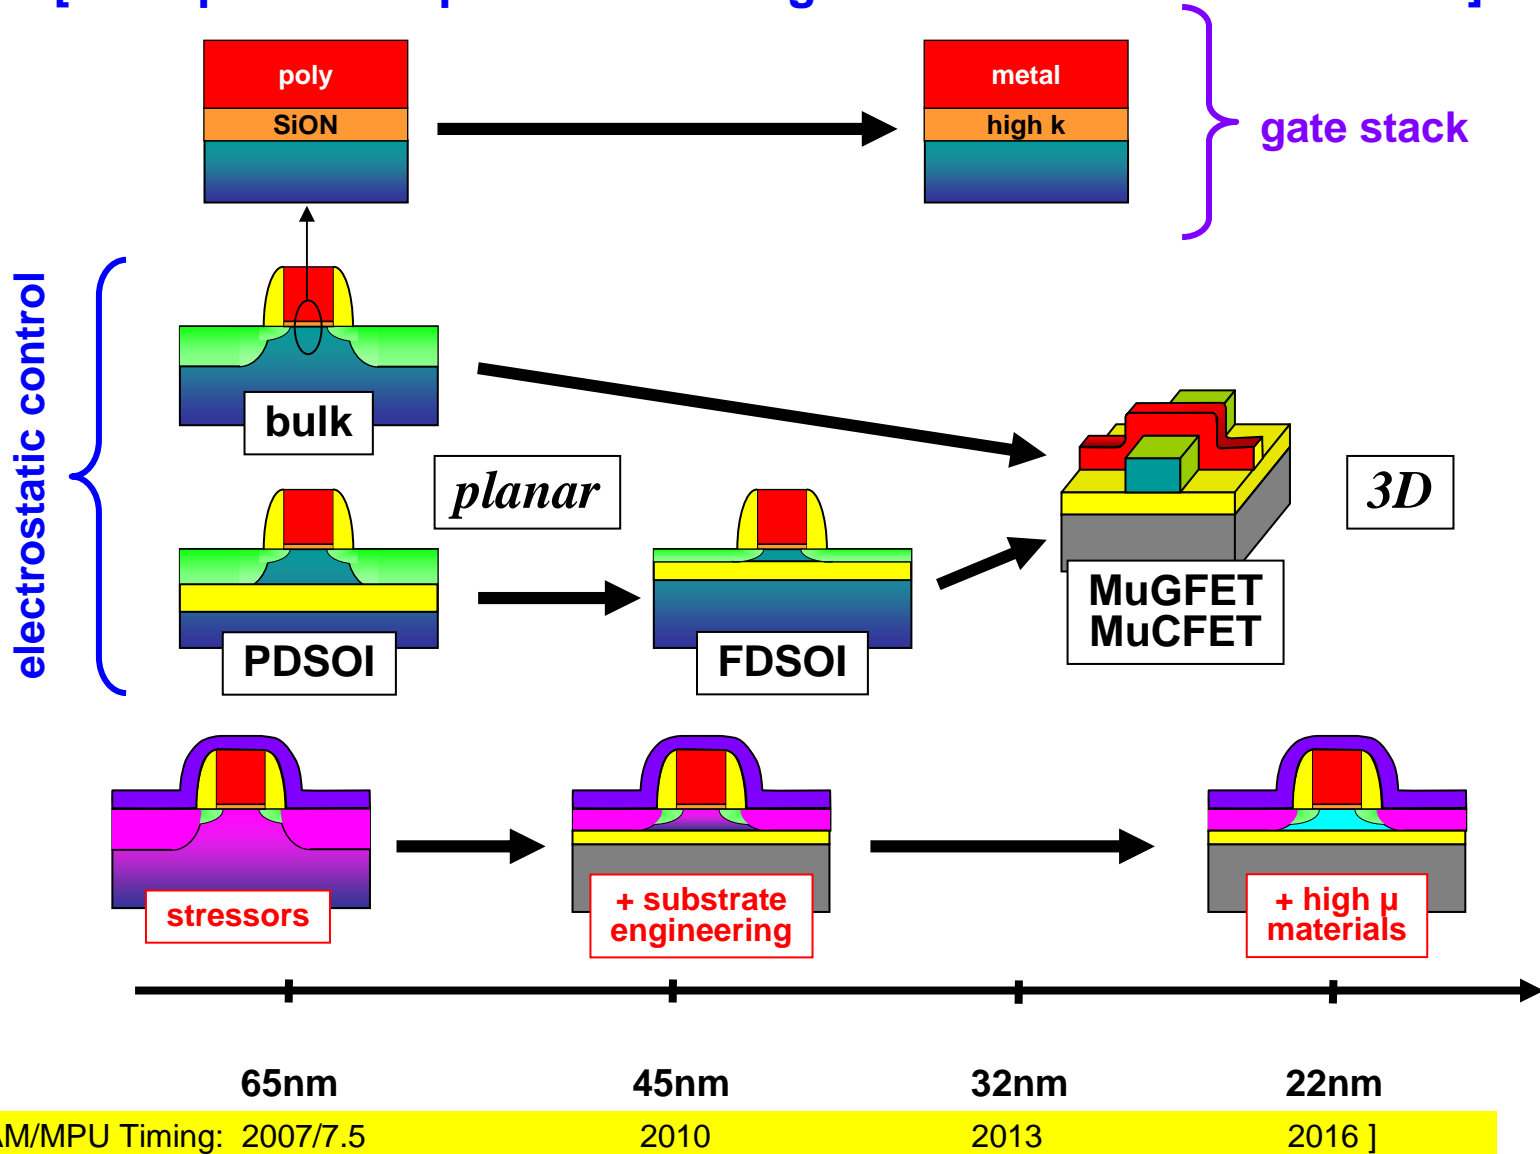 poly
SiON
metal
high k
gate stack
electrostatic control
bulk
planar
3D
MuGFET
MuCFET
PDSOI
FDSOI
stressors
+ substrate
engineering
+ high µ
materials
65nm 45nm 32nm 22nm
AM/MPU Timing: 2007/7.5 2010 2013 2016 ]